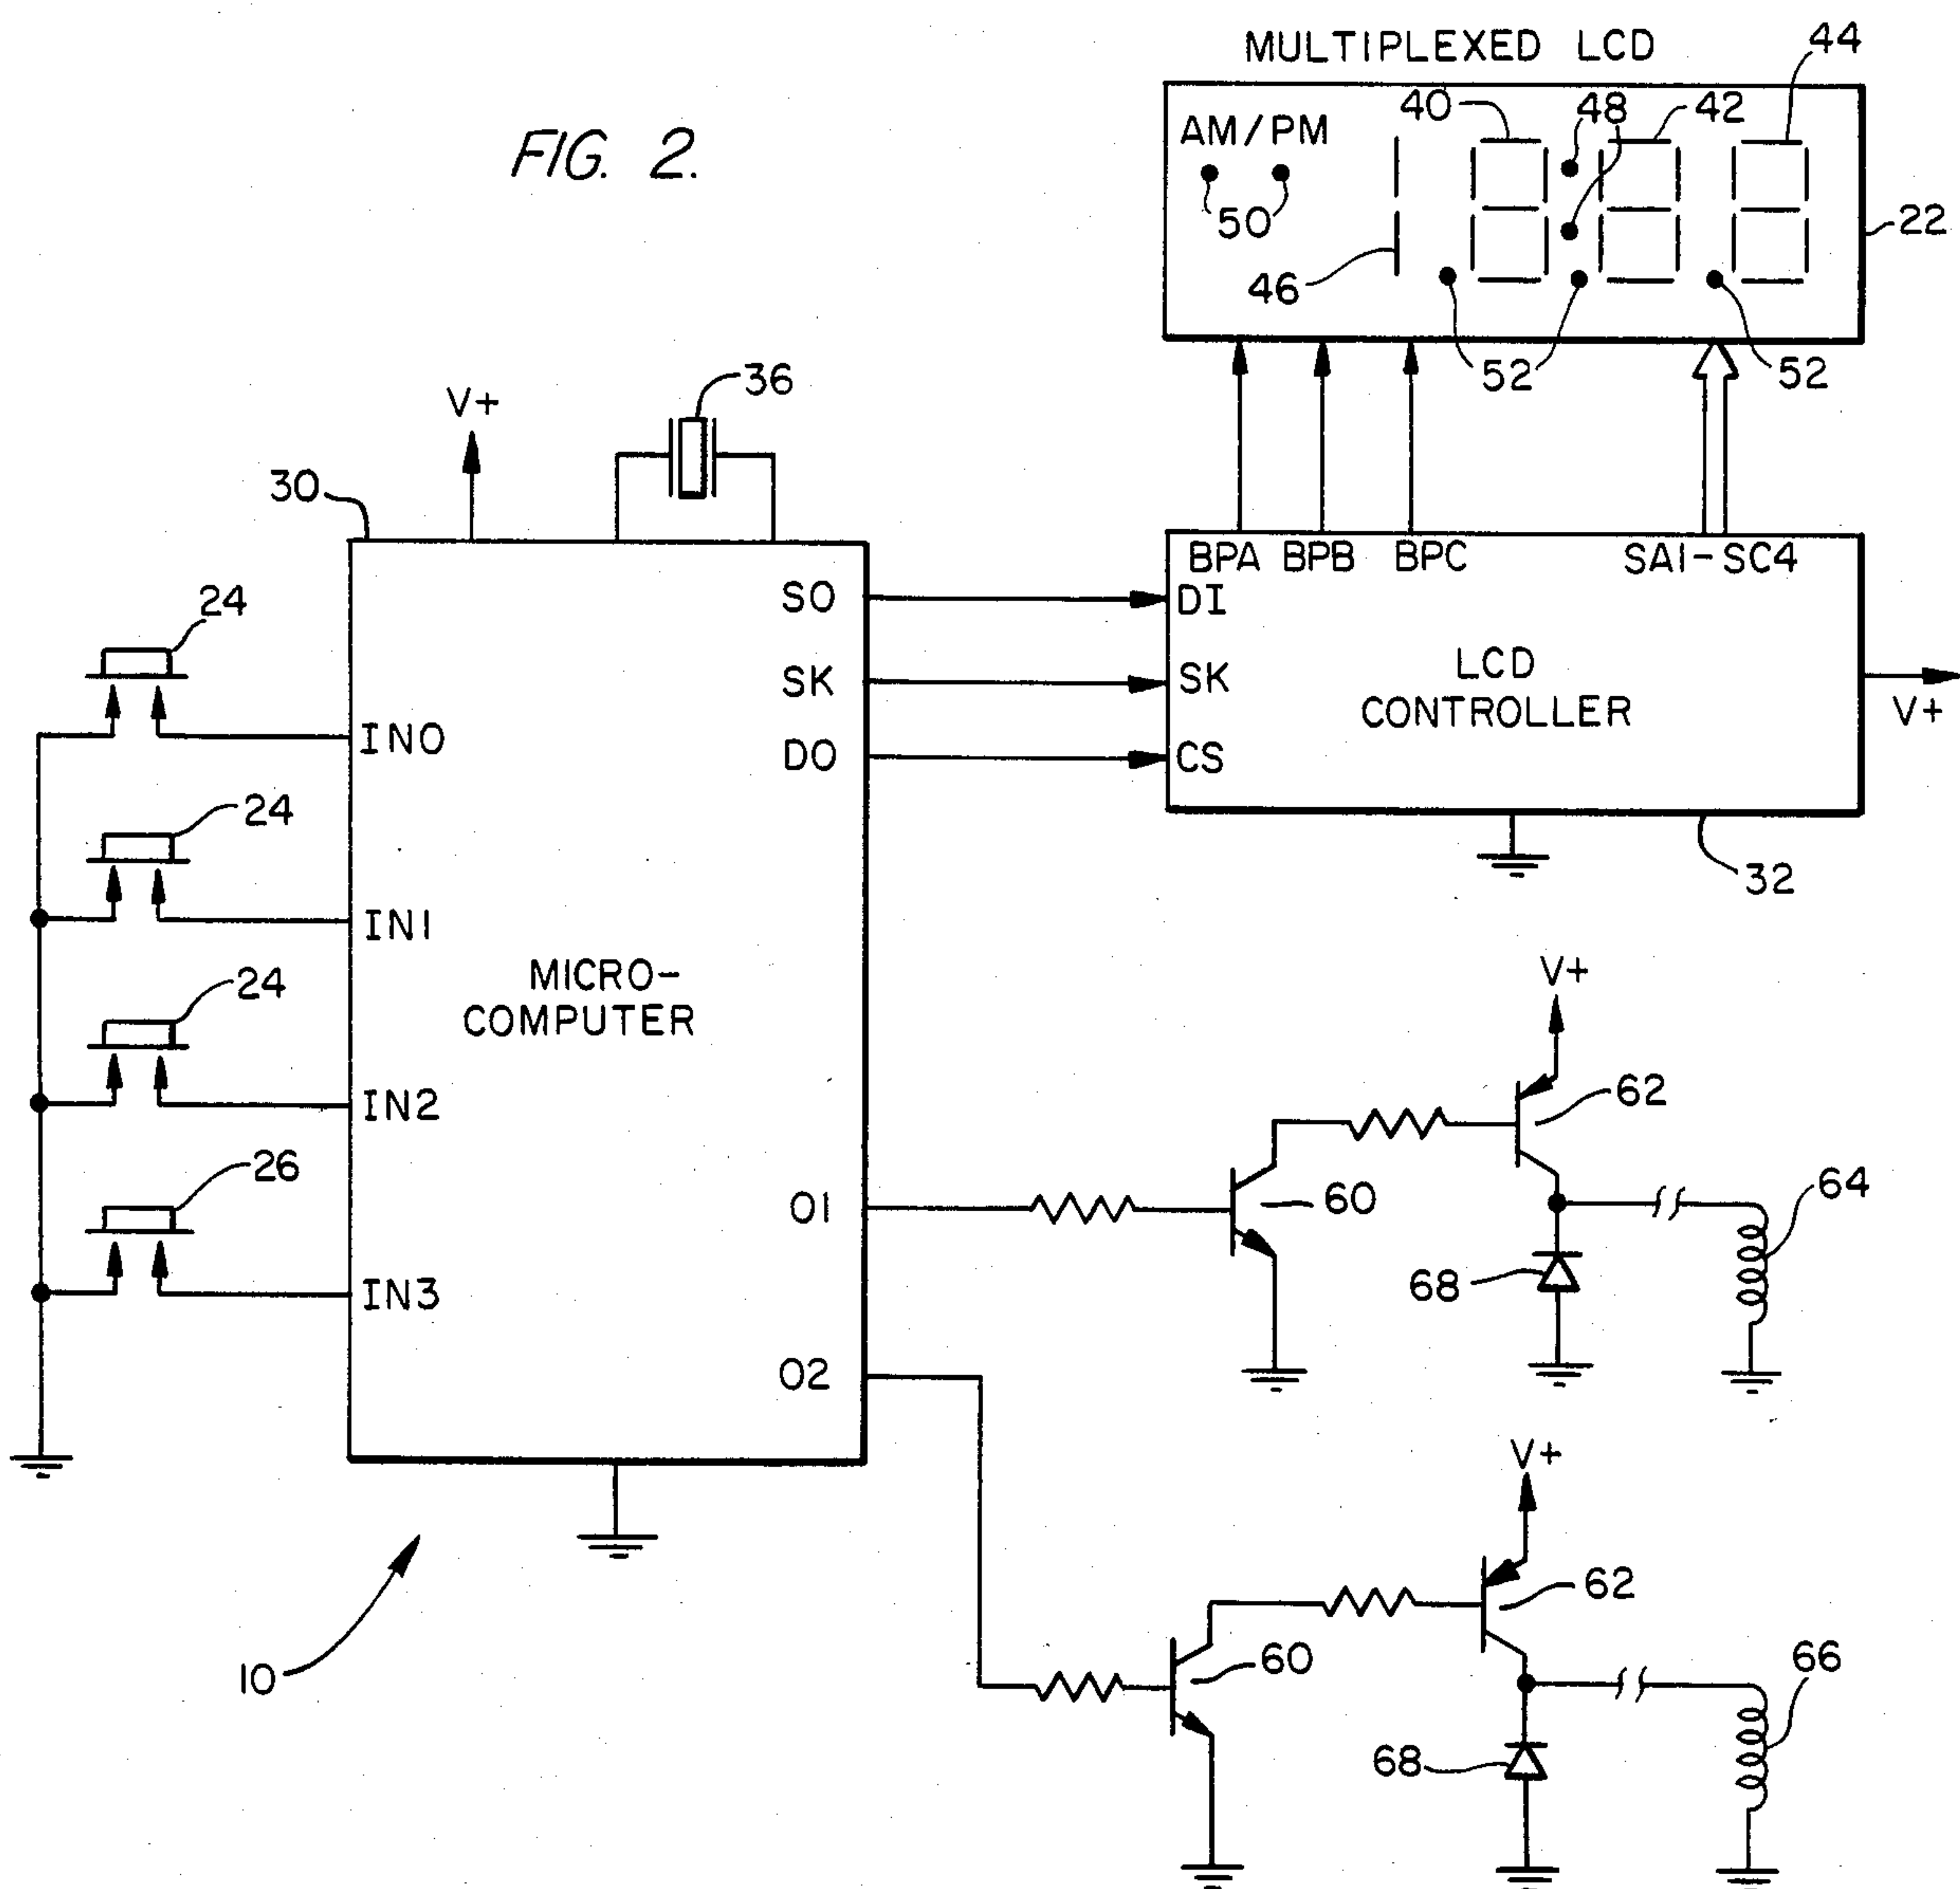 MULTIPLEXED LCD
44
FIG. 2.
AM/PM
40
48
42
50
46
22
52
52
V+
36
30
BPA BPB BPC SA1-SC4
SO
DI
24
SK
SK
LCD
CONTROLLER
V+
IN0
DO
CS
24
32
IN1
MICRO-
COMPUTER
24
V+
IN2
62
26
O1
60
64
68
IN3
O2
V+
62
10
60
66
68